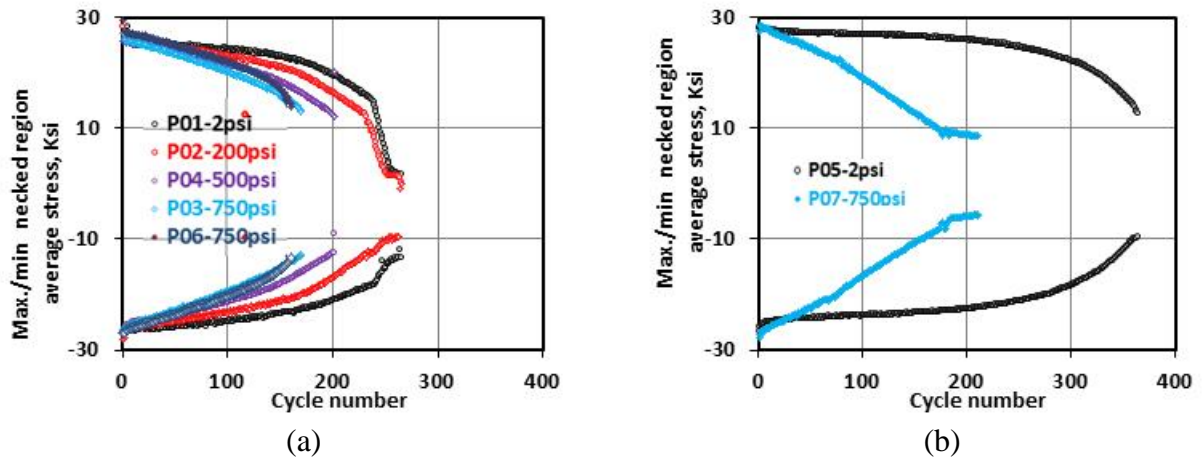 Max./min necked region
average stress, Ksi
30
10
-10
-30
P01-2psi
P02-200psi
P04-500psi
P03-750psi
P06-750psi
0
100
200
300
400
Cycle number
(a)
Max./min necked region
average stress, Ksi
30
10
-10
-30
P05-2psi
P07-750psi
0
100
200
300
400
Cycle number
(b)